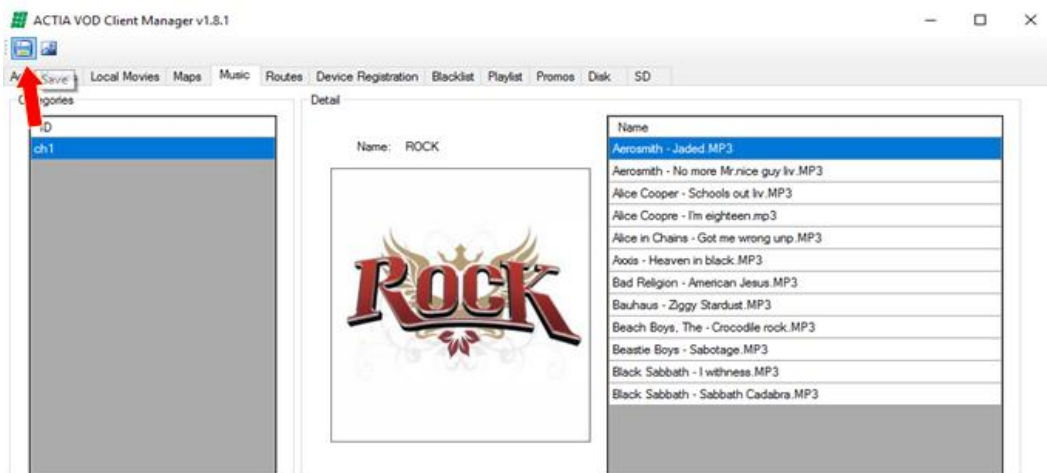 ACTIA VOD Client Manager v1.8.1
Save
Local Movies Maps Music Routes Device Registration Blacklist Playlist Promos Disk SD
Detail
ID
Name
ch1
Name: ROCK
Aerosmith - Jaded.MP3
Aerosmith - No more Mr.nice guy liv.MP3
Alice Cooper - Schools out liv.MP3
Alice Coopre - I'm eighteen.mp3
Alice in Chains - Got me wrong unp.MP3
Axxis - Heaven in black.MP3
Bad Religion - American Jesus.MP3
Bauhaus - Ziggy Stardust.MP3
Beach Boys, The - Crocodile rock.MP3
Beastie Boys - Sabotage.MP3
Black Sabbath - I withness.MP3
Black Sabbath - Sabbath Cadabra.MP3
ROCK